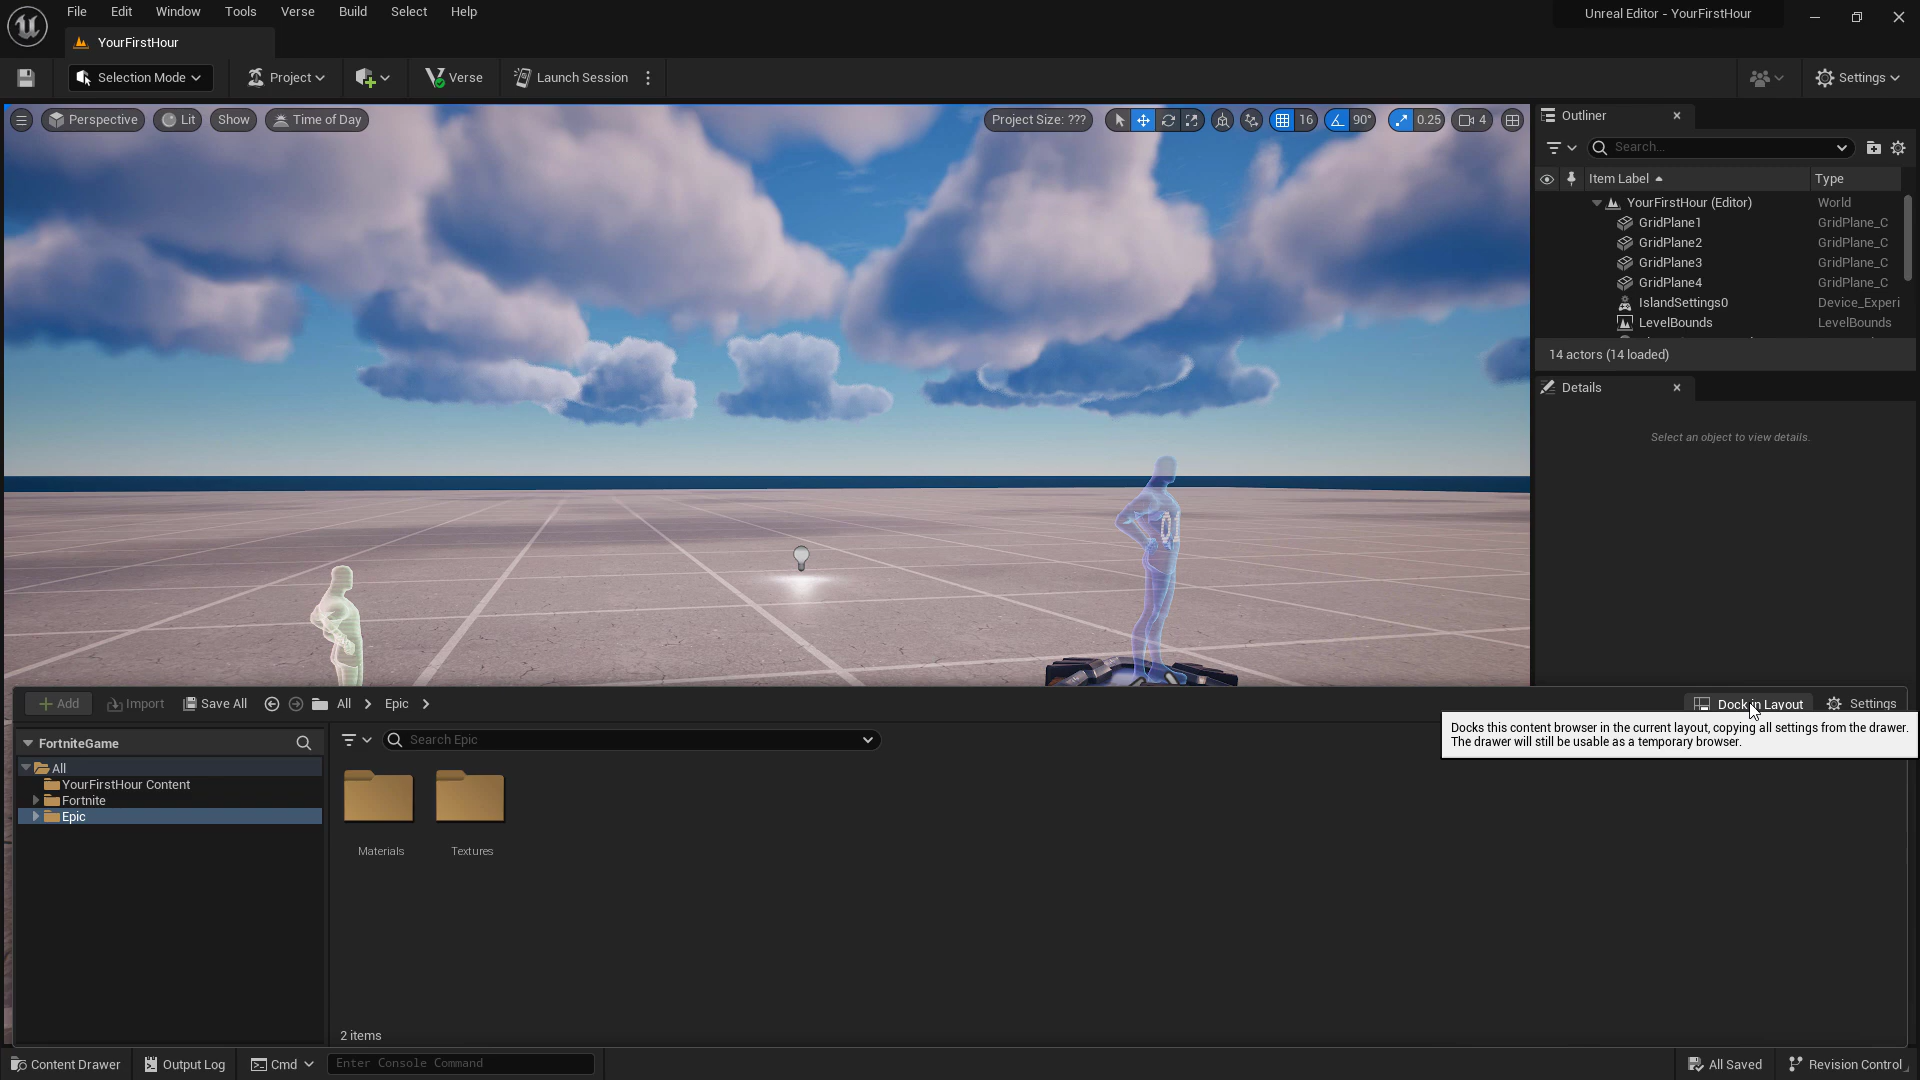 File Edit Window Tools Verse Build Select Help
Unreal Editor - YourFirstHour
YourFirstHour
Selection Mode
Project
Verse
Launch Session
Settings
Perspective
Lit
Show
Time of Day
Project Size: ???
16
90°
0.25
4
Outliner
Search...
Item Label
Type
YourFirstHour (Editor) World
GridPlane1 GridPlane_C
GridPlane2 GridPlane_C
GridPlane3 GridPlane_C
GridPlane4 GridPlane_C
IslandSettings0 Device_Experi
LevelBounds LevelBounds
14 actors (14 loaded)
Details
Select an object to view details.
Add
Import
Save All
All
Epic
Dock in Layout
Settings
Docks this content browser in the current layout, copying all settings from the drawer.
The drawer will still be usable as a temporary browser.
FortniteGame
Search Epic
All
YourFirstHour Content
Fortnite
Epic
Materials
Textures
2 items
Content Drawer
Output Log
Cmd
Enter Console Command
All Saved
Revision Control